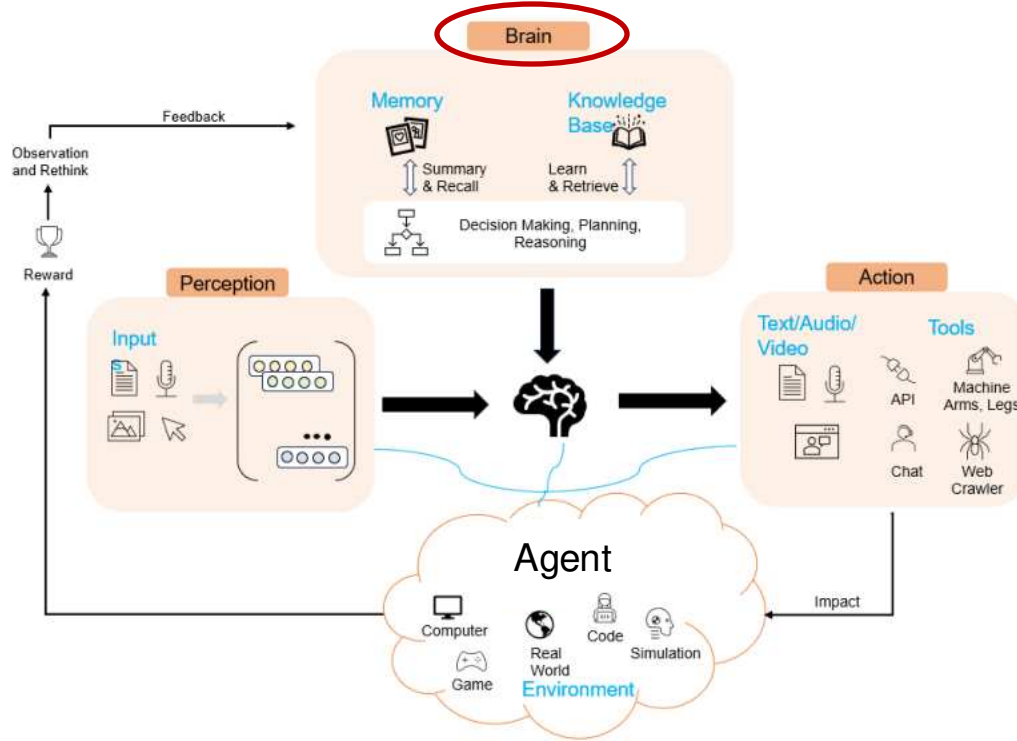 Brain
Memory
Knowledge
Base
Feedback
Observation
and Rethink
Summary
& Recall
Learn
& Retrieve
Decision Making, Planning,
Reasoning
Reward
Perception
Action
Input
S
Text/Audio/
Video
Tools
API
Machine
Arms, Legs
Chat
Web
Crawler
Agent
Impact
Computer
Code
Real
World
Simulation
Game
Environment